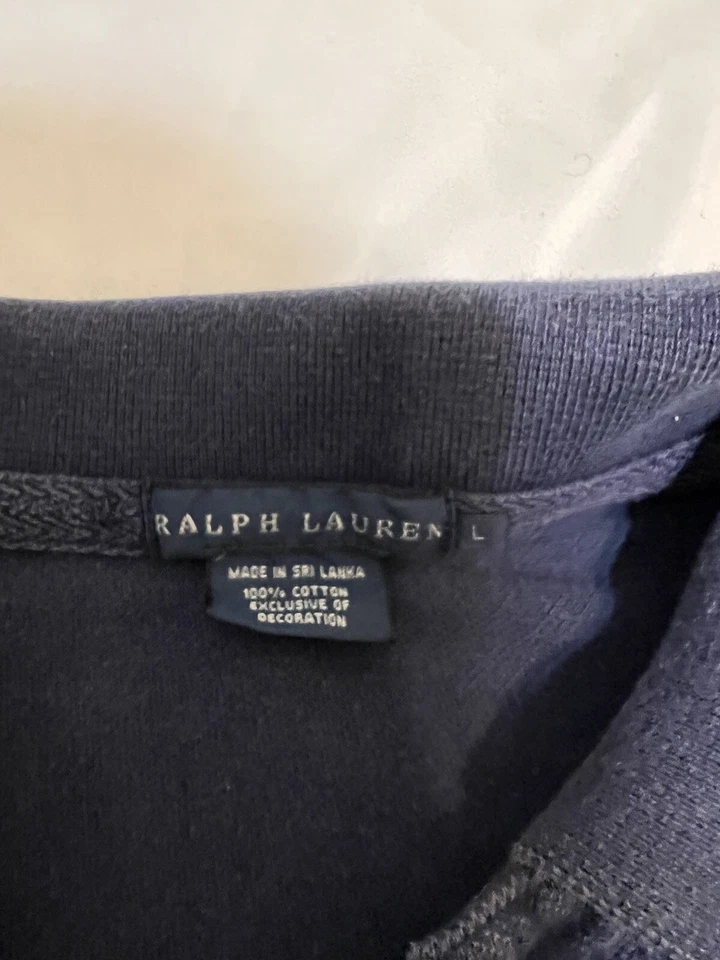 RALPH LAUREN
L
MADE IN SRI LANKA
100% COTTON
EXCLUSIVE OF
DECORATION